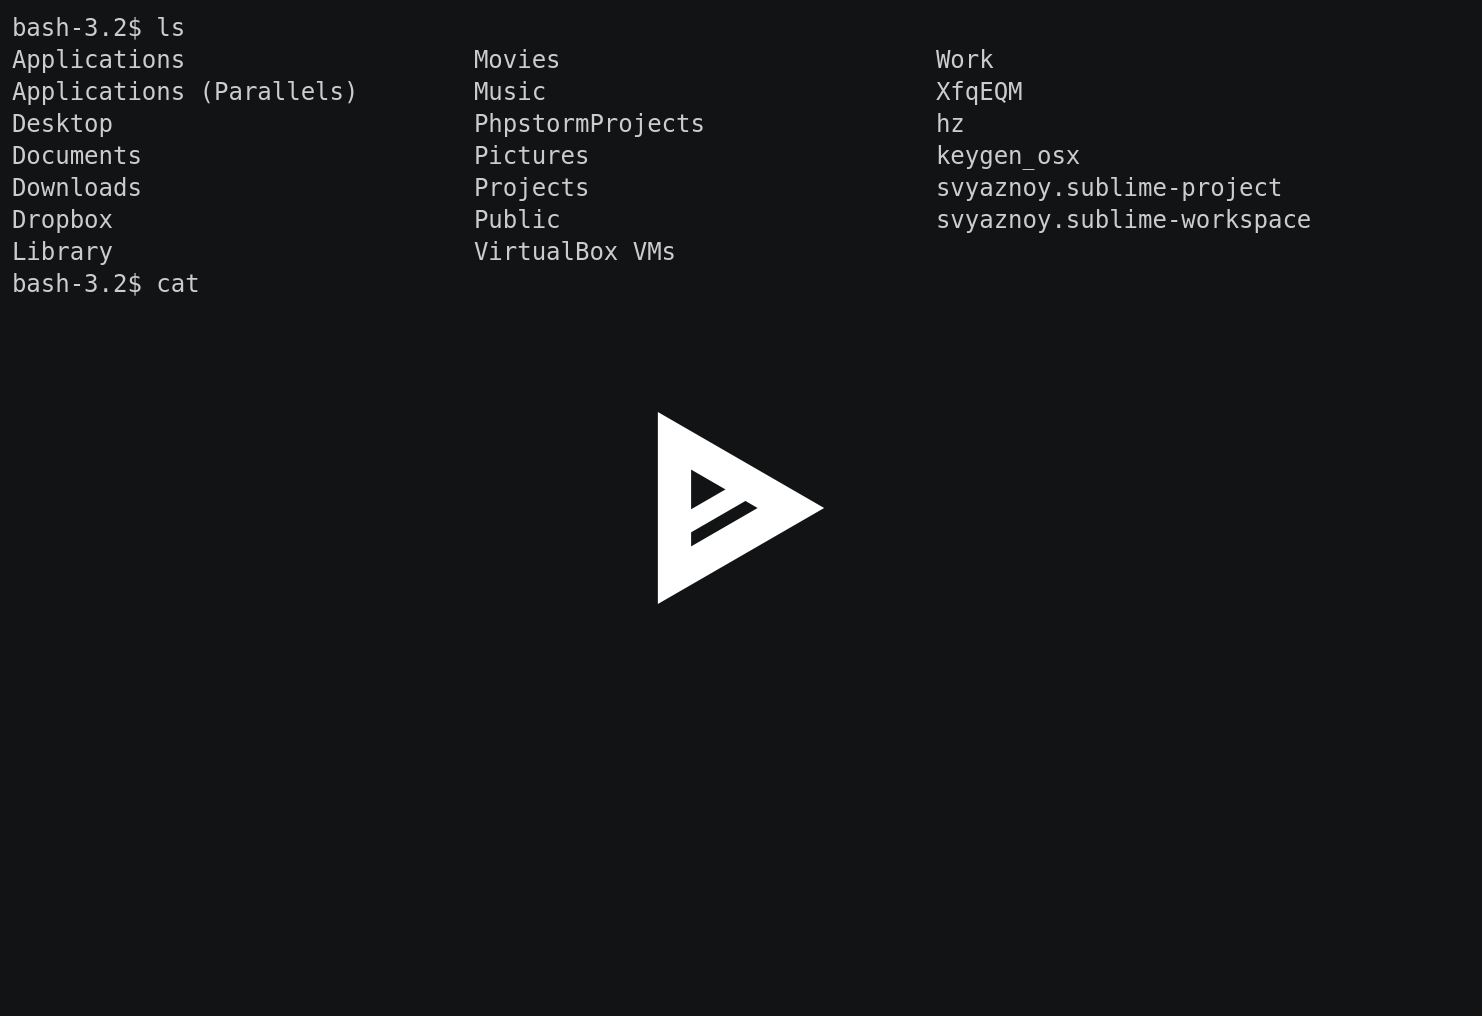 bash-3.2$ ls
Applications Movies Work
Applications (Parallels) Music XfqEQM
Desktop PhpstormProjects hz
Documents Pictures keygen_osx
Downloads Projects svyaznoy.sublime-project
Dropbox Public svyaznoy.sublime-workspace
Library VirtualBox VMs
bash-3.2$ cat